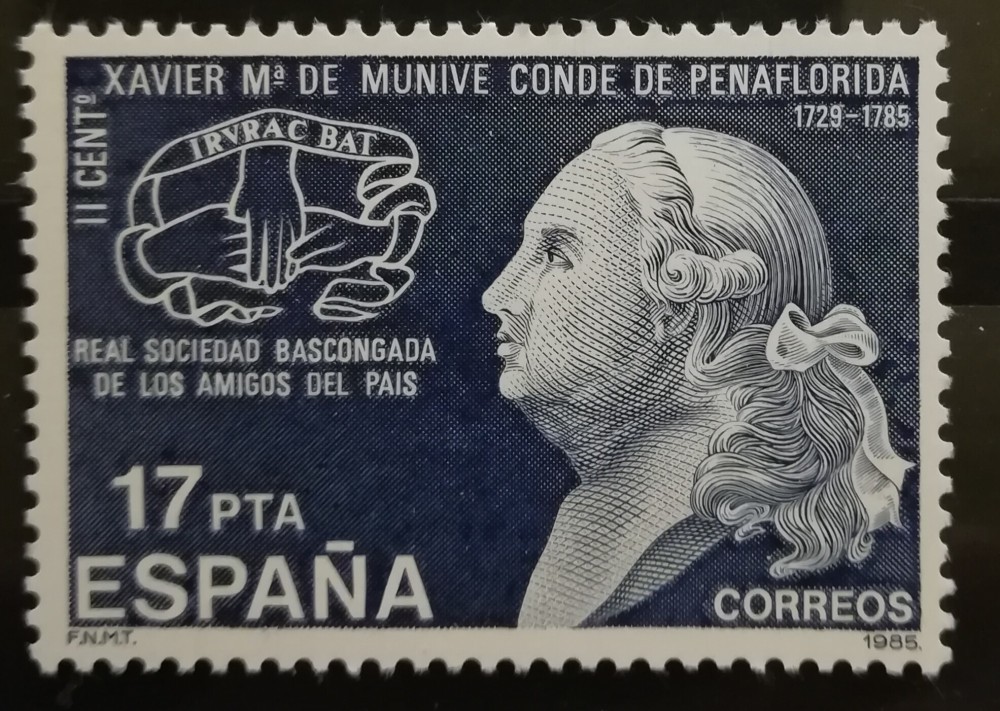 XAVIER Mª DE MUNIVE CONDE DE PENAFLORIDA
1729-1785
II CENTº
IRVRAC BAT
REAL SOCIEDAD BASCONGADA
DE LOS AMIGOS DEL PAIS
17 PTA
ESPAÑA
CORREOS
F.N.M.T.
1985.